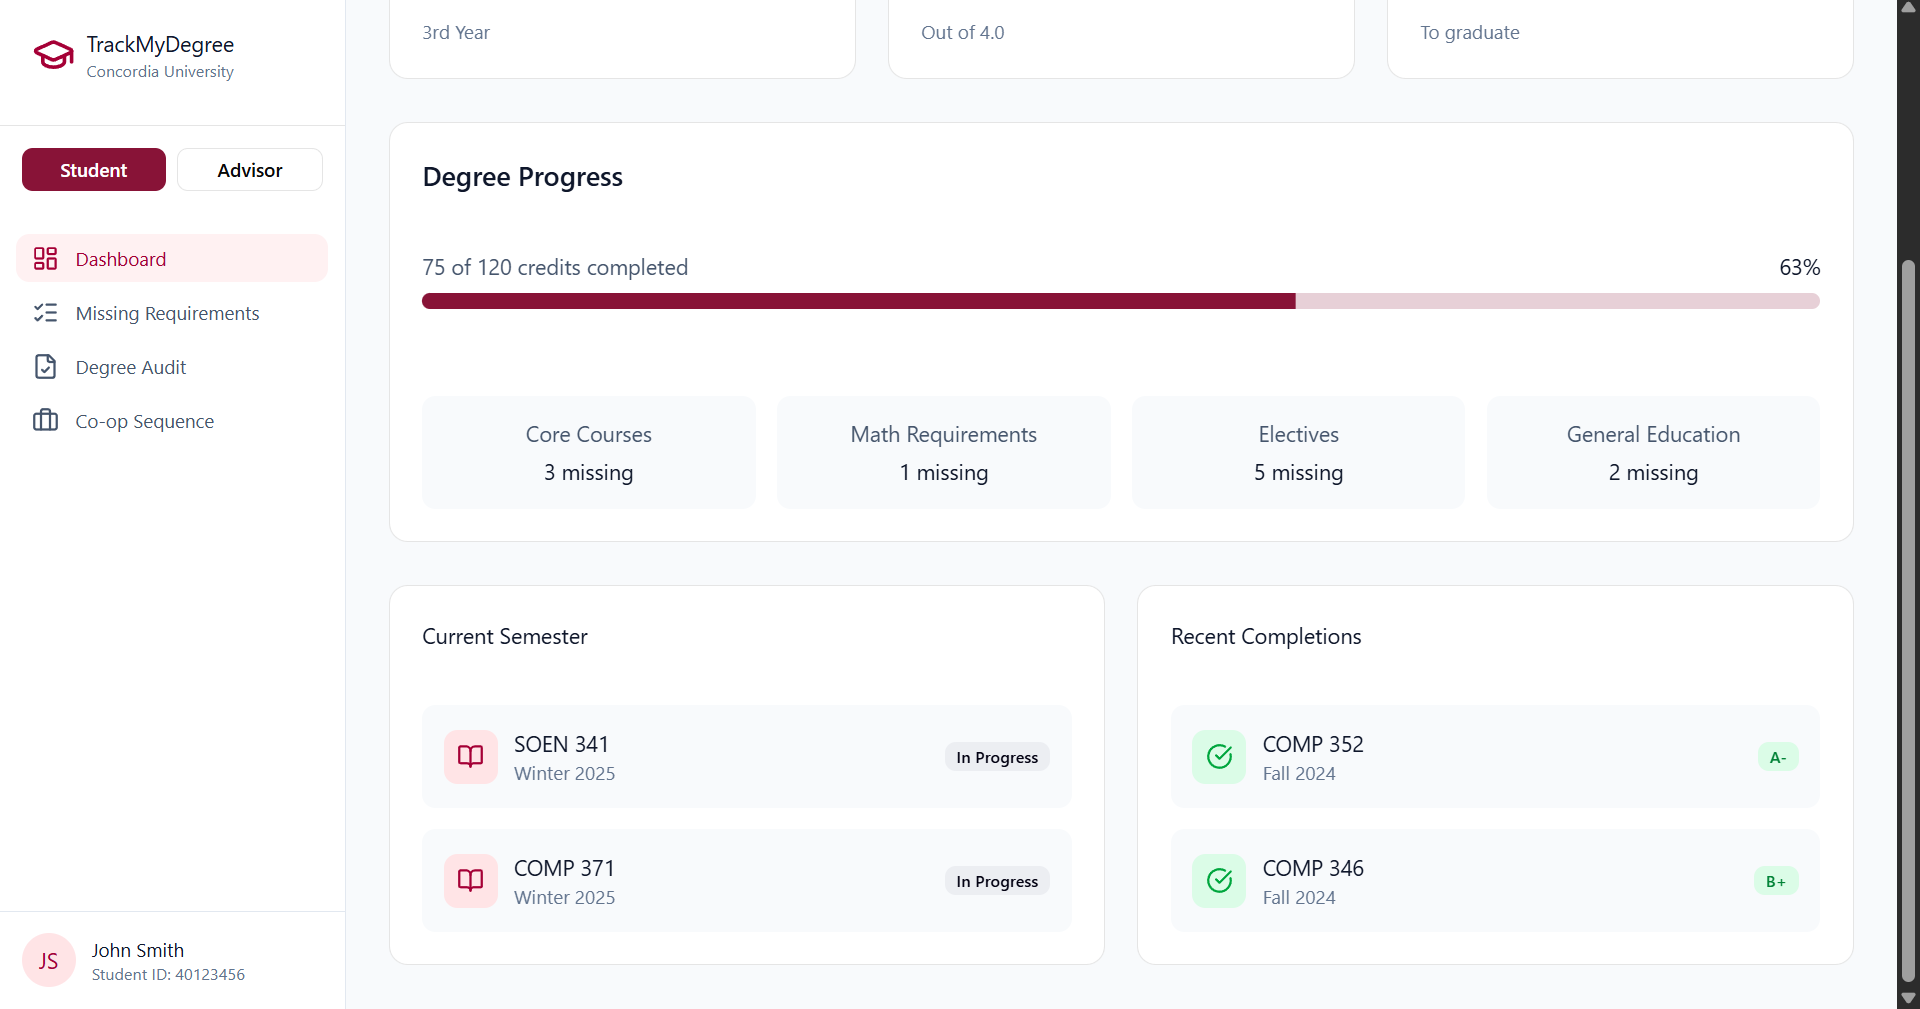 TrackMyDegree
Concordia University
Student
Advisor
Dashboard
Missing Requirements
Degree Audit
Co-op Sequence
JS
John Smith
Student ID: 40123456
3rd Year
Out of 4.0
To graduate
Degree Progress
75 of 120 credits completed
63%
Core Courses
3 missing
Math Requirements
1 missing
Electives
5 missing
General Education
2 missing
Current Semester
SOEN 341
Winter 2025
In Progress
COMP 371
Winter 2025
In Progress
Recent Completions
COMP 352
Fall 2024
A-
COMP 346
Fall 2024
B+